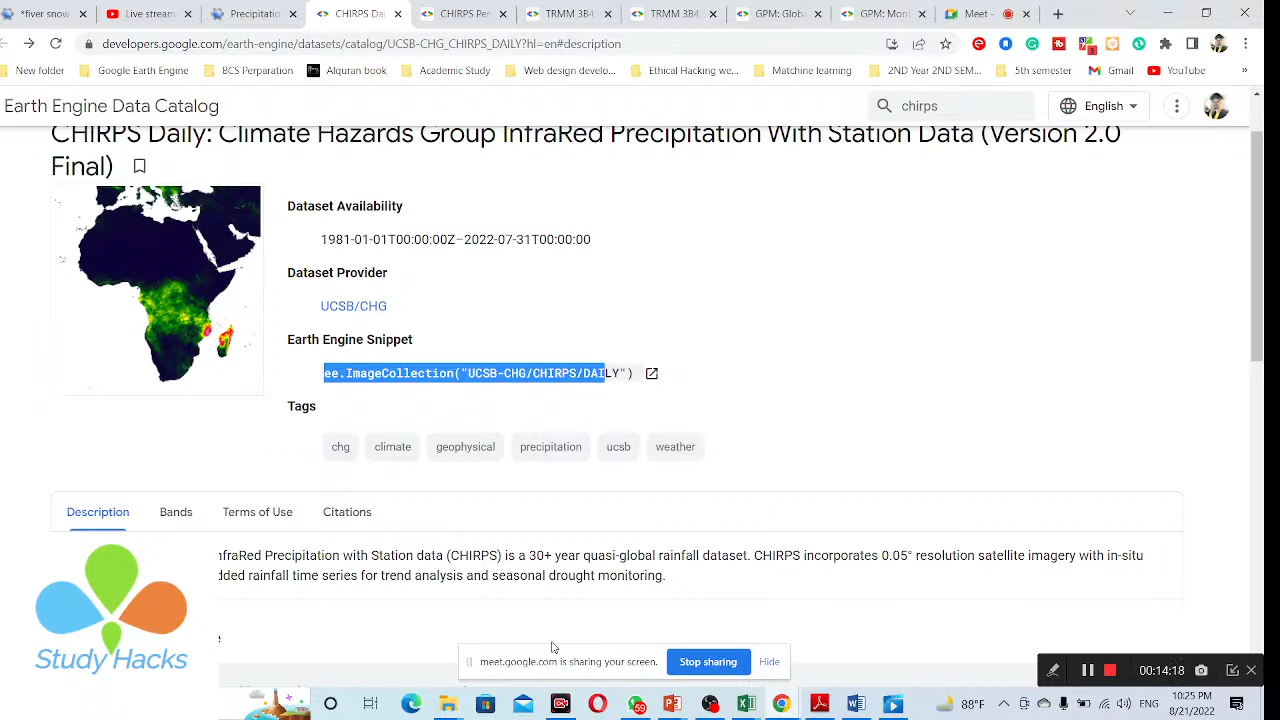 *five snow
Live stream
Precipitatio
CHIRPS Dai
CHIRPS Pen
TRMM 3B4
TRMM 3B4
GPM: Glo
GPM: Mon
Meet -
developers.google.com/earth-engine/datasets/catalog/UCSB-CHG_CHIRPS_DAILY?hl=en#description
New folder
Google Earth Engine
BCS Perparation
Alquran book
Academy Study
Web design develo...
Ethical Hacking we...
Matchine learning
2ND Year 2ND SEM...
5th semester
Gmail
YouTube
»
Earth Engine Data Catalog
chirps
English
CHIRPS Daily: Climate Hazards Group InfraRed Precipitation With Station Data (Version 2.0
Final)
Dataset Availability
1981-01-01T00:00:00Z–2022-07-31T00:00:00
Dataset Provider
UCSB/CHG
Earth Engine Snippet
ee.ImageCollection("UCSB-CHG/CHIRPS/DAILY")
Tags
chg
climate
geophysical
precipitation
ucsb
weather
Description
Bands
Terms of Use
Citations
nfraRed Precipitation with Station data (CHIRPS) is a 30+ year quasi-global rainfall dataset. CHIRPS incorporates 0.05° resolution satellite imagery with in-situ
dded rainfall time series for trend analysis and seasonal drought monitoring.
Study Hacks
meet.google.com is sharing your screen.
Stop sharing
Hide
00:14:18
59
88°F
ENG
10:25 PM
8/21/2022